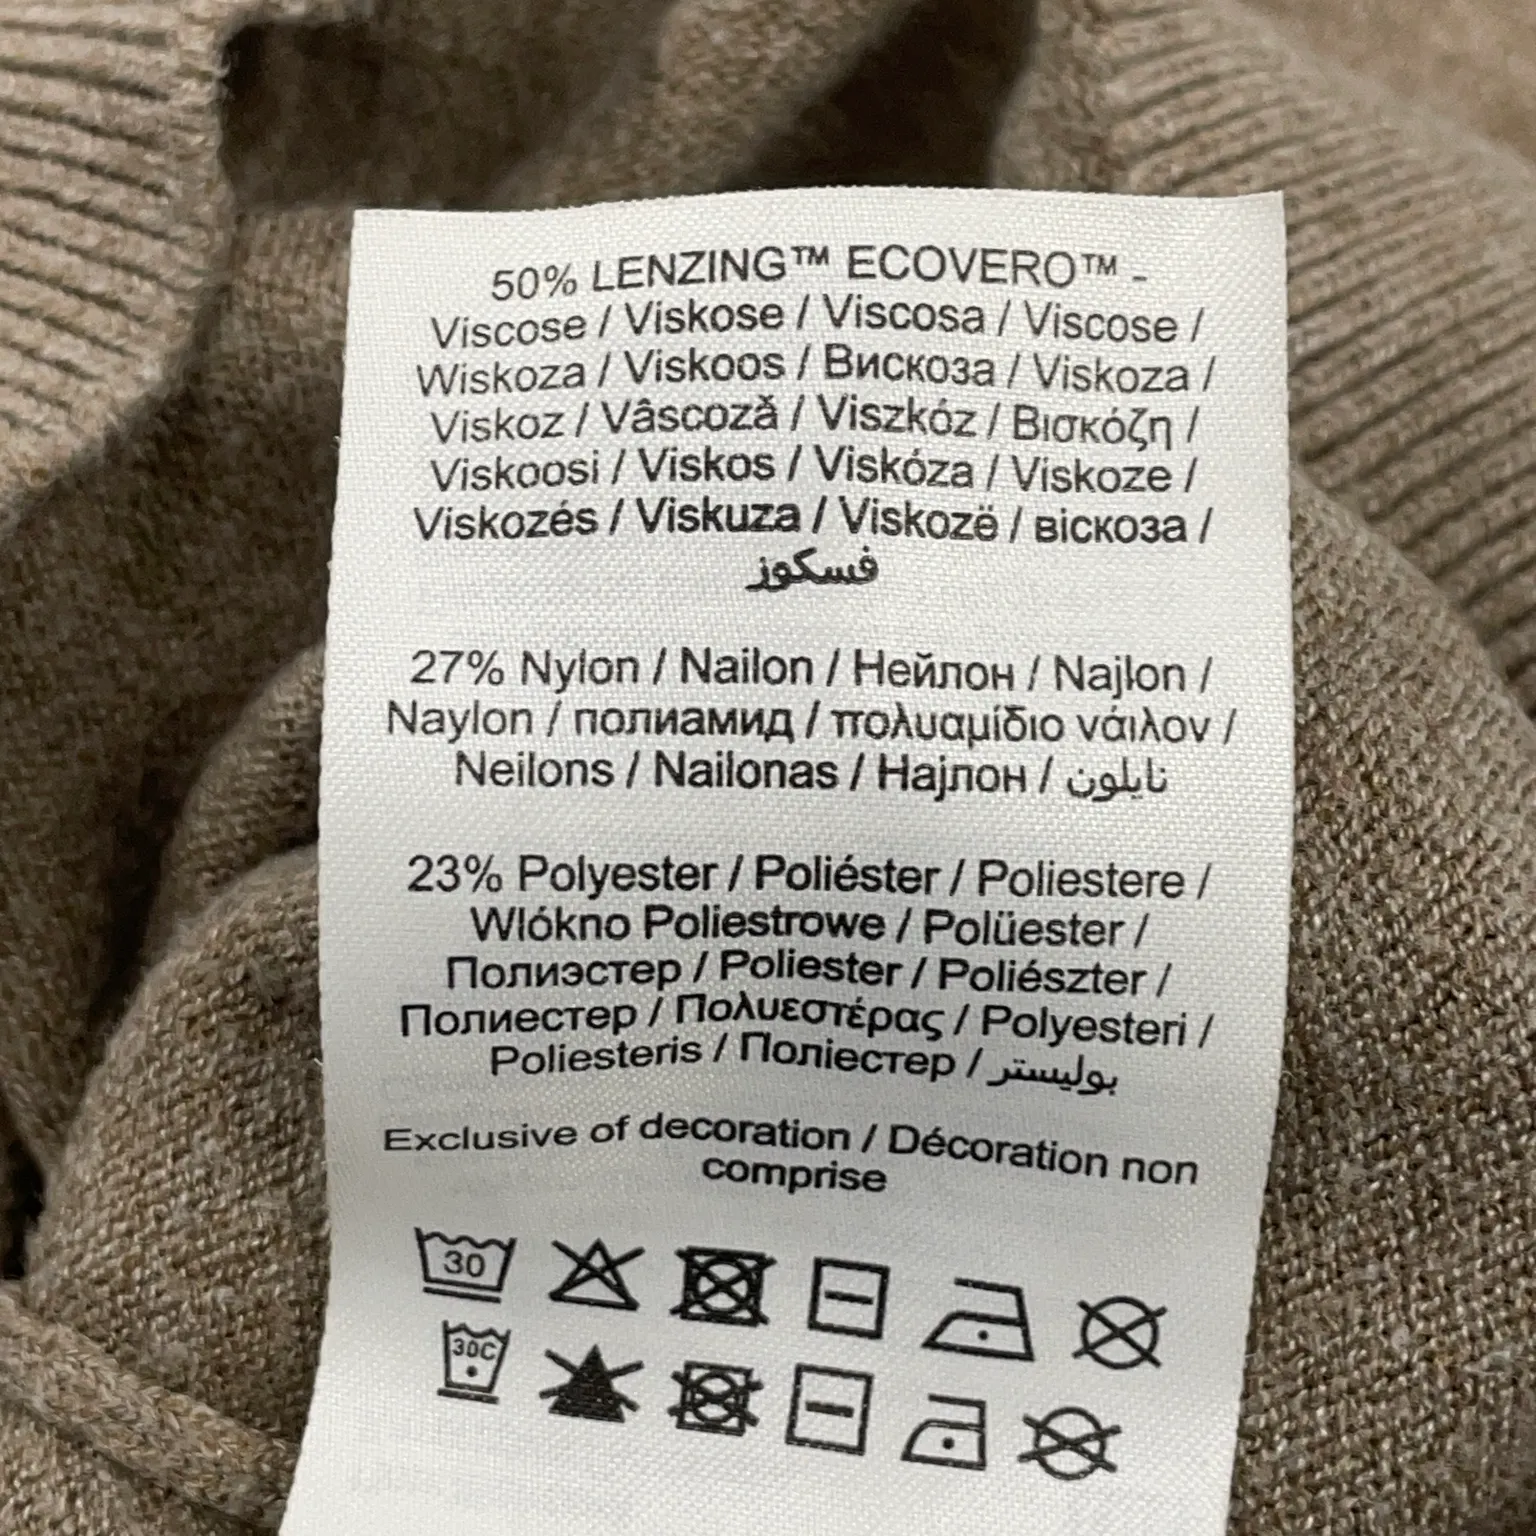 50% LENZING™ ECOVERO™ -
Viscose / Viskose / Viscosa / Viscose /
Wiskoza / Viskoos / Вискоза / Viskoza /
Viskoz / Vâscoză / Viszkóz / Βισκόζη /
Viskoosi / Viskos / Viskóza / Viskoze /
Viskozés / Viskuza / Viskozë / віскоза /
فسكوز
27% Nylon / Nailon / Нейлон / Najlon /
Naylon / полиамид / πολυαμίδιο νάιλον /
Neilons / Nailonas / Најлон / نايلون
23% Polyester / Poliéster / Poliestere /
Wlókno Poliestrowe / Polüester /
Полиэстер / Poliester / Poliészter /
Полиестер / Πολυεστέρας / Polyesteri /
Poliesteris / Поліестер / بوليستر
Exclusive of decoration / Décoration non
comprise
30
30C